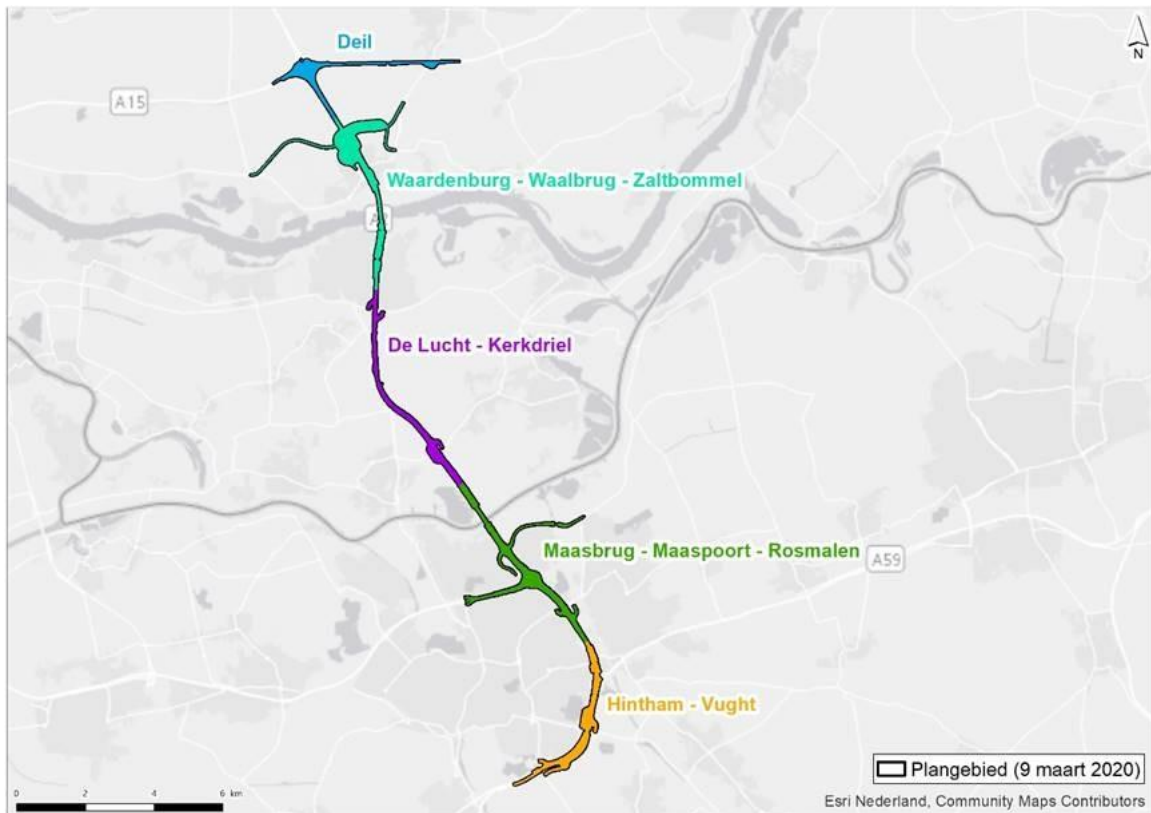 Deil
N
A15
Waardenburg - Waalbrug - Zaltbommel
De Lucht - Kerkdriel
Maasbrug - Maaspoort - Rosmalen
A59
Hintham - Vught
Plangebied (9 maart 2020)
0 2 4 6 km
Esri Nederland, Community Maps Contributors